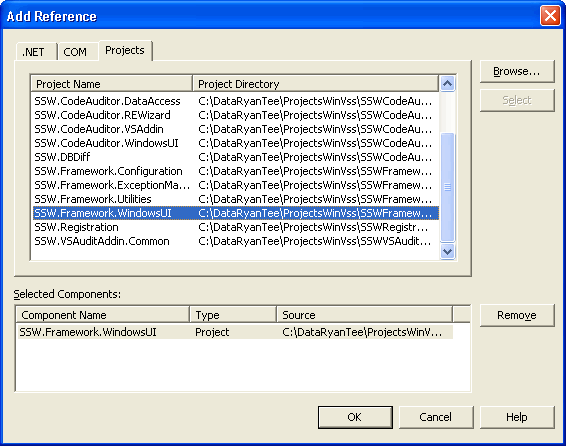 Add Reference
.NET COM Projects
Project Name Project Directory
SSW.CodeAuditor.DataAccess C:\DataRyanTee\ProjectsWinVss\SSWCodeAu...
SSW.CodeAuditor.REWizard C:\DataRyanTee\ProjectsWinVss\SSWCodeAu...
SSW.CodeAuditor.VSAddin C:\DataRyanTee\ProjectsWinVss\SSWCodeAu...
SSW.CodeAuditor.WindowsUI C:\DataRyanTee\ProjectsWinVss\SSWCodeAu...
SSW.DBDiff C:\DataRyanTee\ProjectsWinVss\SSWCodeAu...
SSW.Framework.Configuration C:\DataRyanTee\ProjectsWinVss\SSWFramew...
SSW.Framework.ExceptionMa... C:\DataRyanTee\ProjectsWinVss\SSWFramew...
SSW.Framework.Utilities C:\DataRyanTee\ProjectsWinVss\SSWFramew...
SSW.Framework.WindowsUI C:\DataRyanTee\ProjectsWinVss\SSWFramew...
SSW.Registration C:\DataRyanTee\ProjectsWinVss\SSWRegistr...
SSW.VSAuditAddin.Common C:\DataRyanTee\ProjectsWinVss\SSWVSAudit...
Browse...
Select
Selected Components:
Component Name Type Source
SSW.Framework.WindowsUI Project C:\DataRyanTee\ProjectsWinV...
Remove
OK Cancel Help